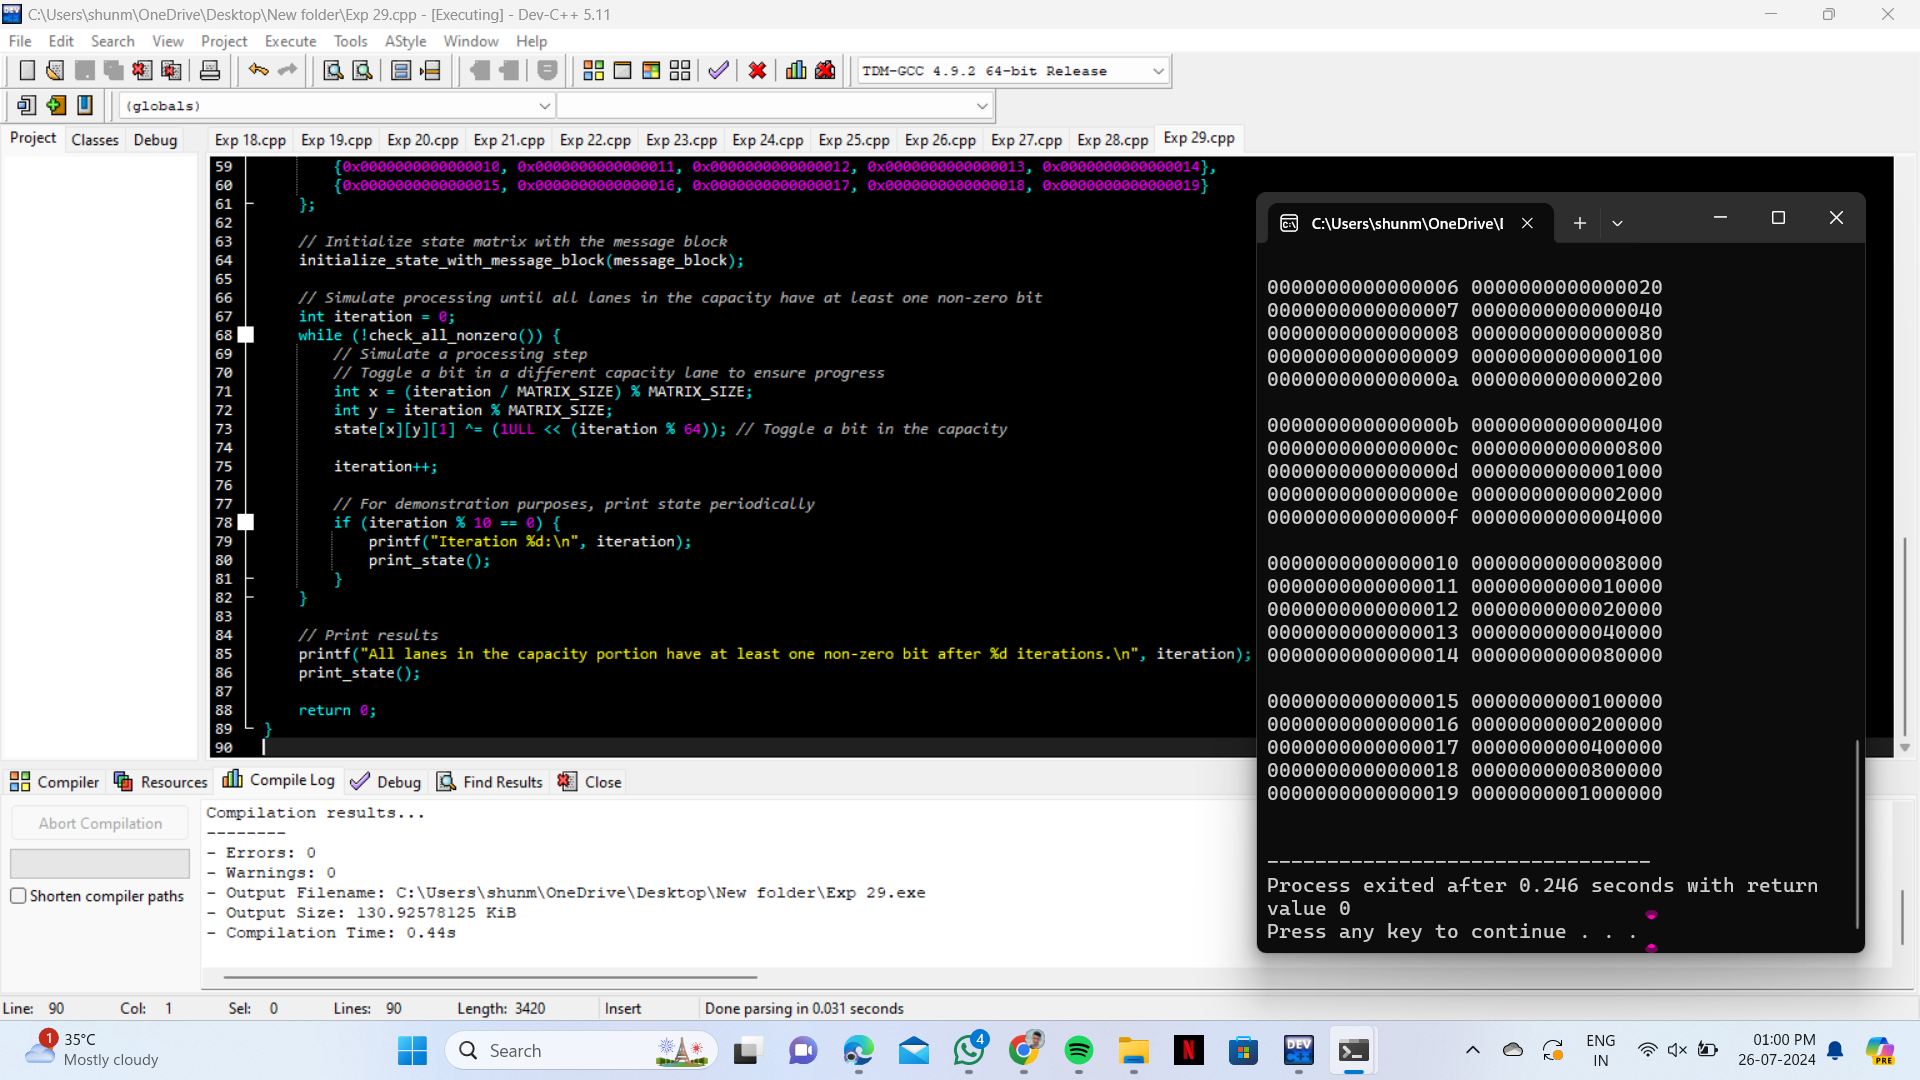 C:\Users\shunm\OneDrive\Desktop\New folder\Exp 29.cpp - [Executing] - Dev-C++ 5.11
File Edit Search View Project Execute Tools AStyle Window Help
TDM-GCC 4.9.2 64-bit Release
(globals)
Project Classes Debug
Exp 18.cpp Exp 19.cpp Exp 20.cpp Exp 21.cpp Exp 22.cpp Exp 23.cpp Exp 24.cpp Exp 25.cpp Exp 26.cpp Exp 27.cpp Exp 28.cpp Exp 29.cpp
59 {0x0000000000000010, 0x0000000000000011, 0x0000000000000012, 0x0000000000000013, 0x0000000000000014},
60 {0x0000000000000015, 0x0000000000000016, 0x0000000000000017, 0x0000000000000018, 0x0000000000000019}
61 };
62
63 // Initialize state matrix with the message block
64 initialize_state_with_message_block(message_block);
65
66 // Simulate processing until all lanes in the capacity have at least one non-zero bit
67 int iteration = 0;
68 while (!check_all_nonzero()) {
69 // Simulate a processing step
70 // Toggle a bit in a different capacity lane to ensure progress
71 int x = (iteration / MATRIX_SIZE) % MATRIX_SIZE;
72 int y = iteration % MATRIX_SIZE;
73 state[x][y][1] ^= (1ULL << (iteration % 64)); // Toggle a bit in the capacity
74
75 iteration++;
76
77 // For demonstration purposes, print state periodically
78 if (iteration % 10 == 0) {
79 printf("Iteration %d:\n", iteration);
80 print_state();
81 }
82 }
83
84 // Print results
85 printf("All lanes in the capacity portion have at least one non-zero bit after %d iterations.\n", iteration);
86 print_state();
87
88 return 0;
89 }
90
C:\Users\shunm\OneDrive\I
0000000000000006 0000000000000020
0000000000000007 0000000000000040
0000000000000008 0000000000000080
0000000000000009 0000000000000100
000000000000000a 0000000000000200
000000000000000b 0000000000000400
000000000000000c 0000000000000800
000000000000000d 0000000000001000
000000000000000e 0000000000002000
000000000000000f 0000000000004000
0000000000000010 0000000000008000
0000000000000011 0000000000010000
0000000000000012 0000000000020000
0000000000000013 0000000000040000
0000000000000014 0000000000080000
0000000000000015 0000000000100000
0000000000000016 0000000000200000
0000000000000017 0000000000400000
0000000000000018 0000000000800000
0000000000000019 0000000001000000
--------------------------------
Process exited after 0.246 seconds with return
value 0
Press any key to continue . . .
Compiler Resources Compile Log Debug Find Results Close
Abort Compilation
Shorten compiler paths
Compilation results...
--------
- Errors: 0
- Warnings: 0
- Output Filename: C:\Users\shunm\OneDrive\Desktop\New folder\Exp 29.exe
- Output Size: 130.92578125 KiB
- Compilation Time: 0.44s
Line: 90 Col: 1 Sel: 0 Lines: 90 Length: 3420 Insert Done parsing in 0.031 seconds
1
35°C
Mostly cloudy
Search
4
N
DEV
C++
ENG
IN
01:00 PM
26-07-2024
PRE